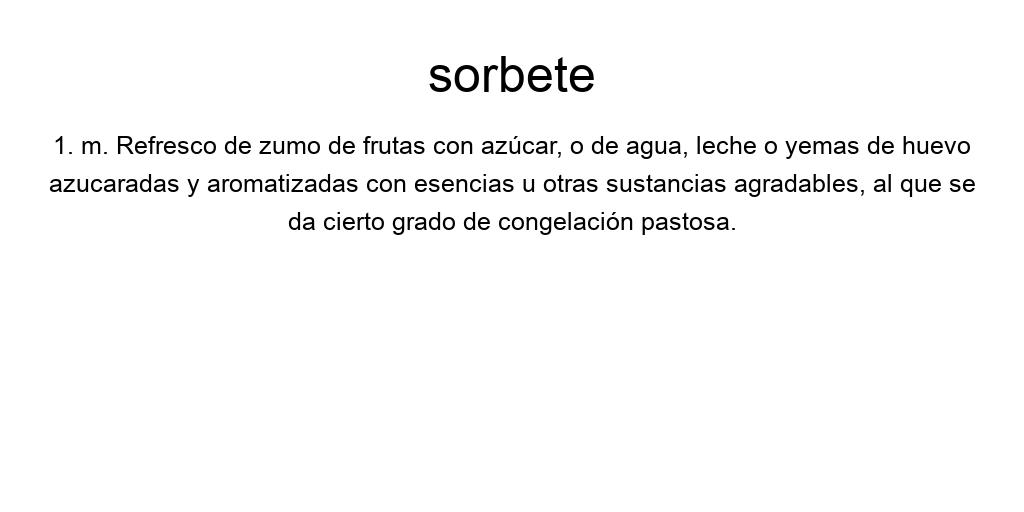 sorbete
1. m. Refresco de zumo de frutas con azúcar, o de agua, leche o yemas de huevo
azucaradas y aromatizadas con esencias u otras sustancias agradables, al que se
da cierto grado de congelación pastosa.